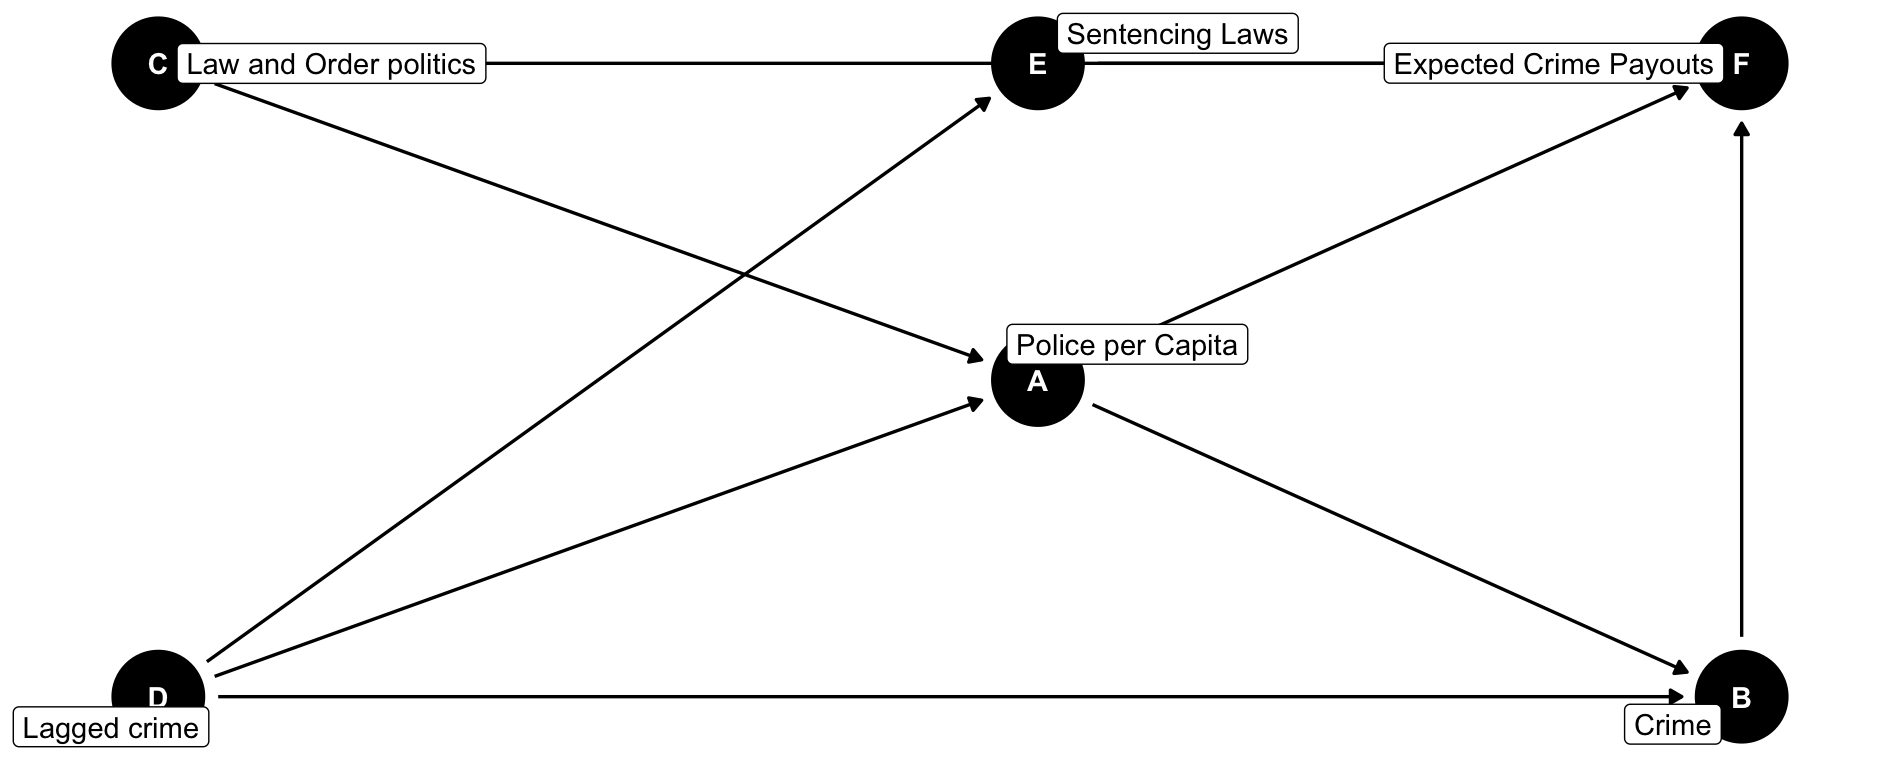 C
Law and Order politics
E
Sentencing Laws
Expected Crime Payouts
F
Police per Capita
A
D
Lagged crime
B
Crime